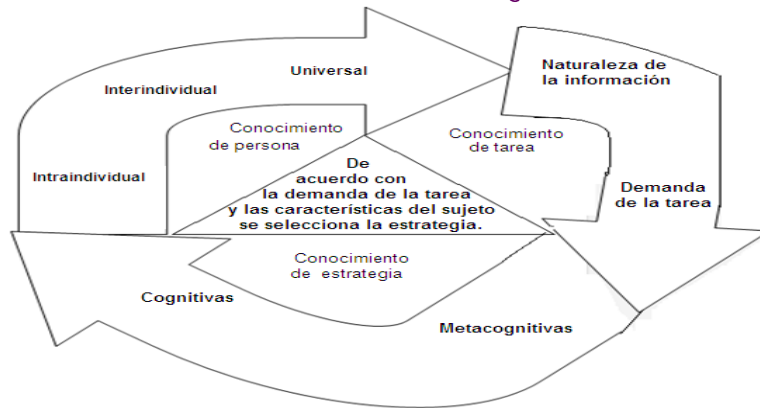 Universal
Interindividual
Intraindividual
Conocimiento
de persona
Naturaleza de
la información
Conocimiento
de tarea
Demanda
de la tarea
De
acuerdo con
la demanda de la tarea
y las características del sujeto
se selecciona la estrategia.
Conocimiento
de estrategia
Cognitivas
Metacognitivas